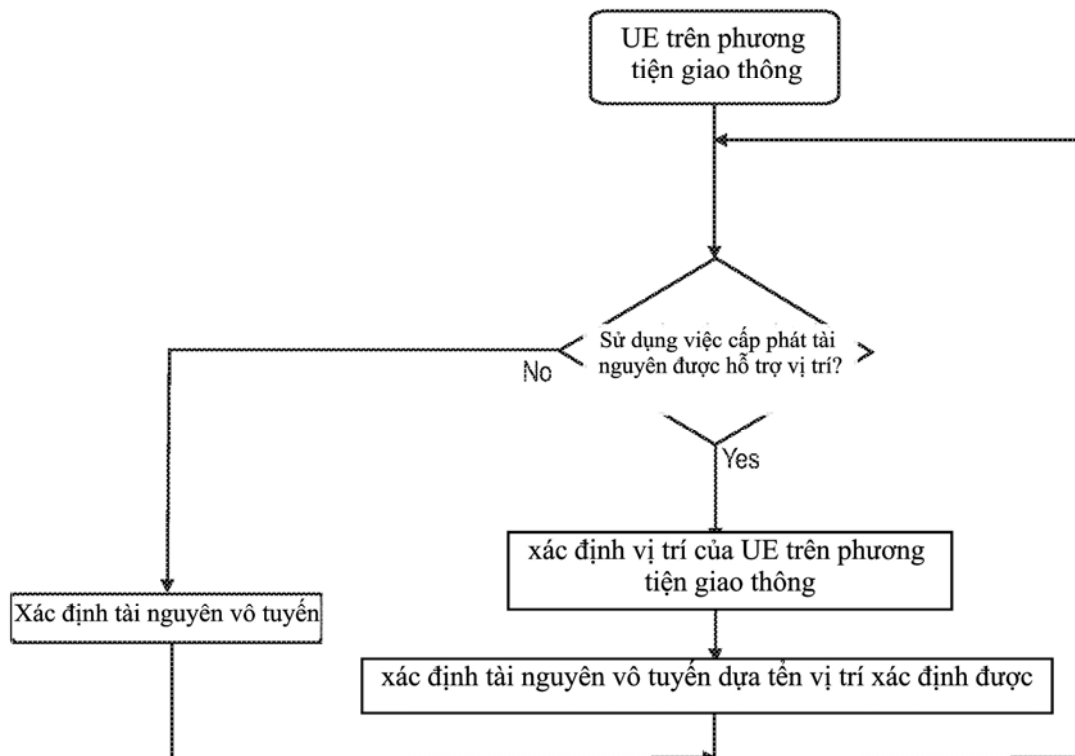 UE trên phương
tiện giao thông
Sử dụng việc cấp phát tài
nguyên được hỗ trợ vị trí?
No
Yes
xác định vị trí của UE trên phương
tiện giao thông
Xác định tài nguyên vô tuyến
xác định tài nguyên vô tuyến dựa tển vị trí xác định được